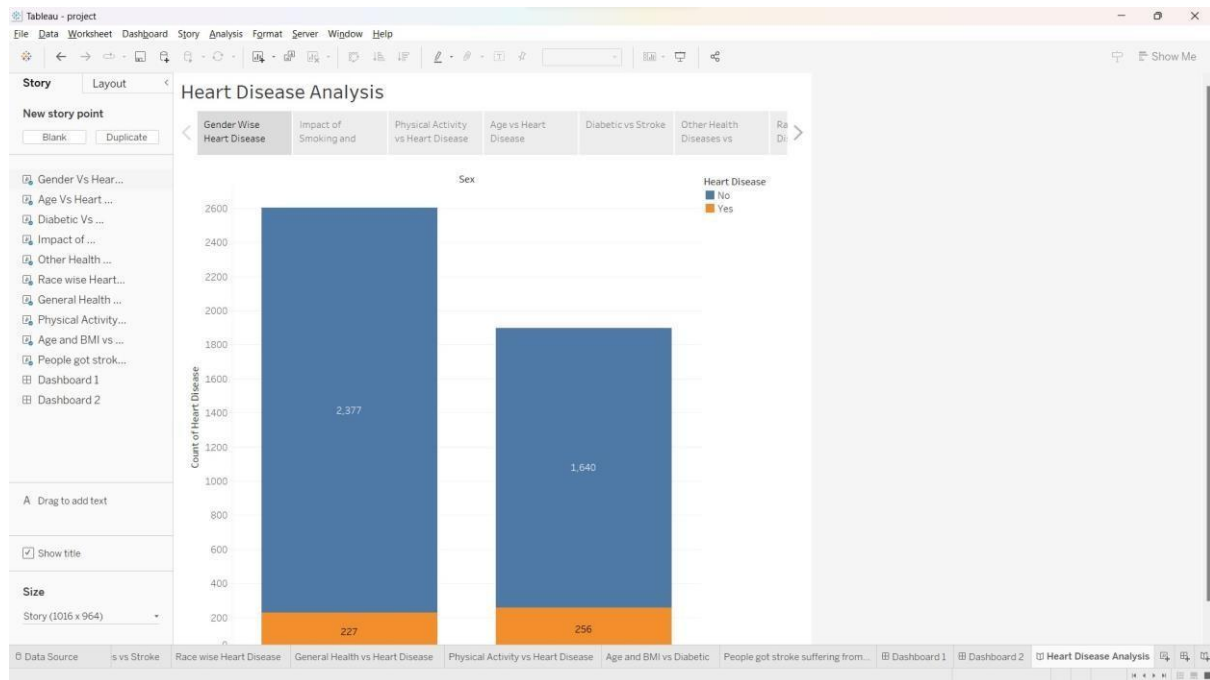 Tableau - project
File Data Worksheet Dashboard Story Analysis Format Server Window Help
Show Me
Story Layout
New story point
Blank Duplicate
Gender Vs Hear...
Age Vs Heart ...
Diabetic Vs ...
Impact of ...
Other Health ...
Race wise Heart...
General Health ...
Physical Activity...
Age and BMI vs ...
People got strok...
Dashboard 1
Dashboard 2
A Drag to add text
Show title
Size
Story (1016 x 964)
Heart Disease Analysis
Gender Wise
Heart Disease
Impact of
Smoking and
Physical Activity
vs Heart Disease
Age vs Heart
Disease
Diabetic vs Stroke
Other Health
Diseases vs
Ra
Di
Sex
Heart Disease
No
Yes
Count of Heart Disease
2600
2400
2200
2000
1800
1600
1400
1200
1000
800
600
400
200
0
2,377
1,640
227
256
Data Source s vs Stroke Race wise Heart Disease General Health vs Heart Disease Physical Activity vs Heart Disease Age and BMI vs Diabetic People got stroke suffering from... Dashboard 1 Dashboard 2 Heart Disease Analysis